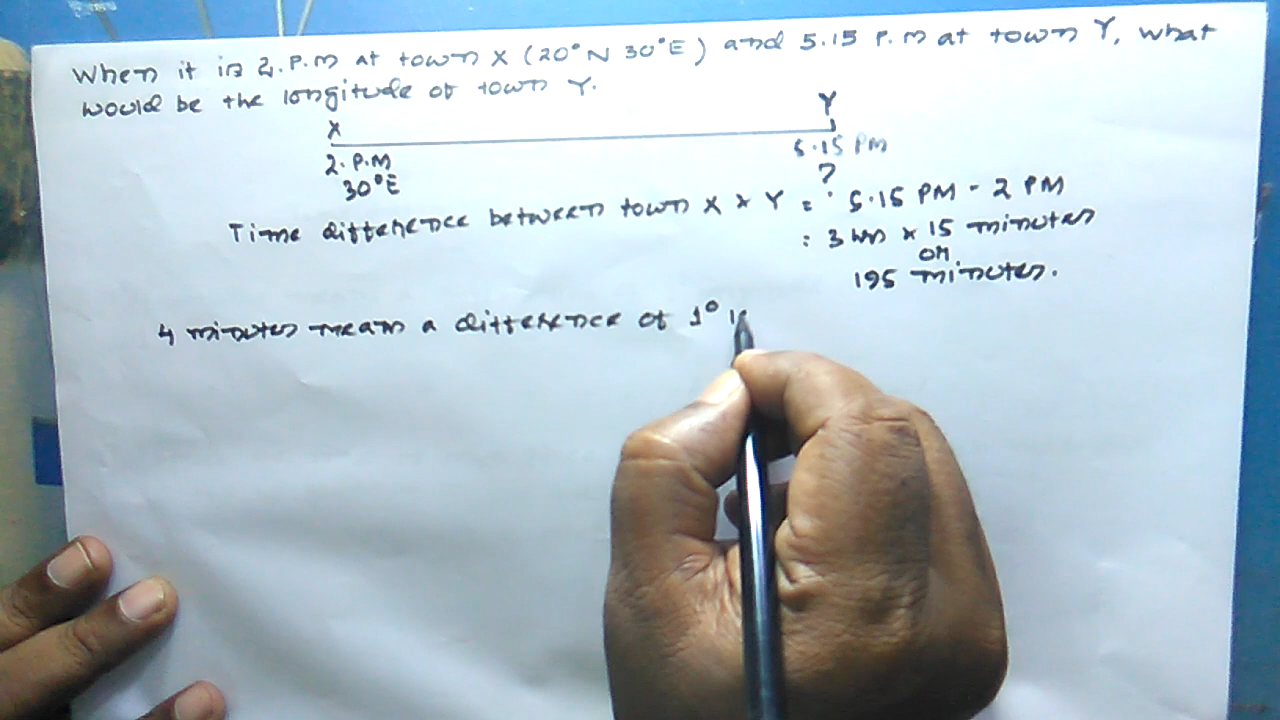 When it is 2.P.M at town X (20°N 30°E) and 5.15 P.M at town Y, what
would be the longitude of town Y.
X Y
2.P.M 5.15 PM
30°E ?
Time difference between town X & Y = 5.15 PM - 2 PM
= 3 hrs & 15 minutes
or
195 minutes.
4 minutes mean a difference of 1°